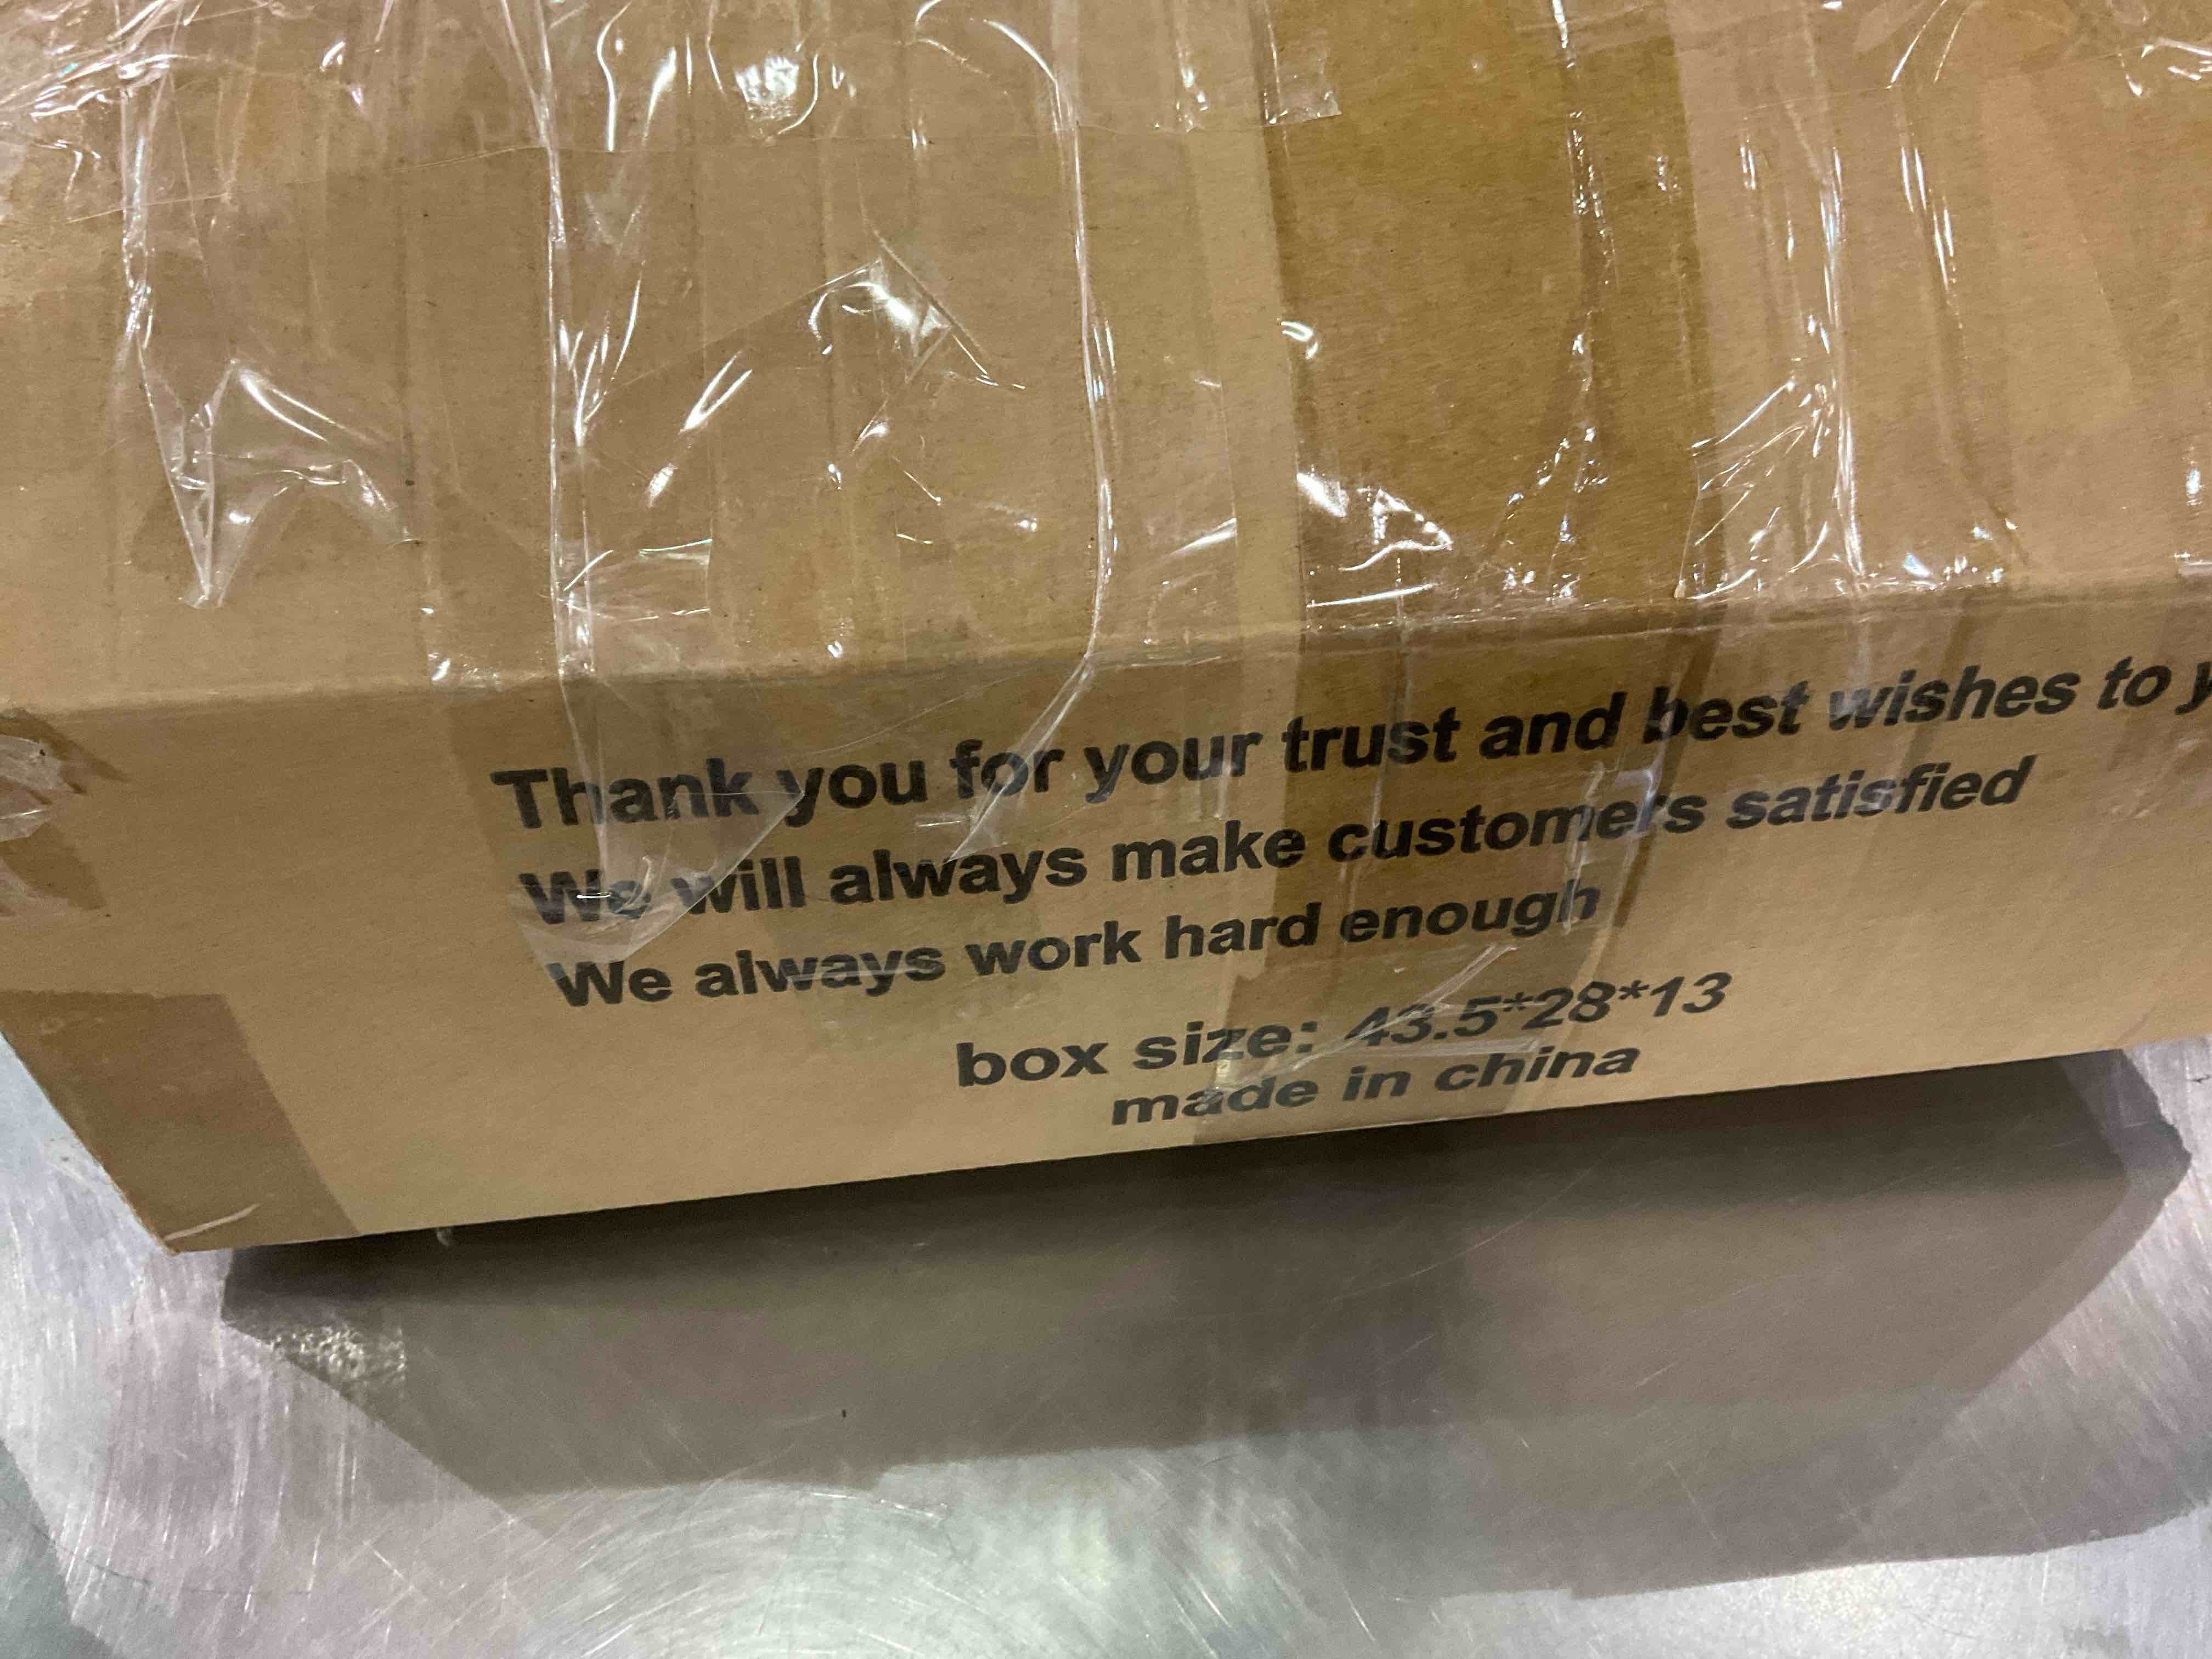 Thank you for your trust and best wishes to y
We will always make customers satisfied
We always work hard enough
box size: 43.5*28*13
made in china